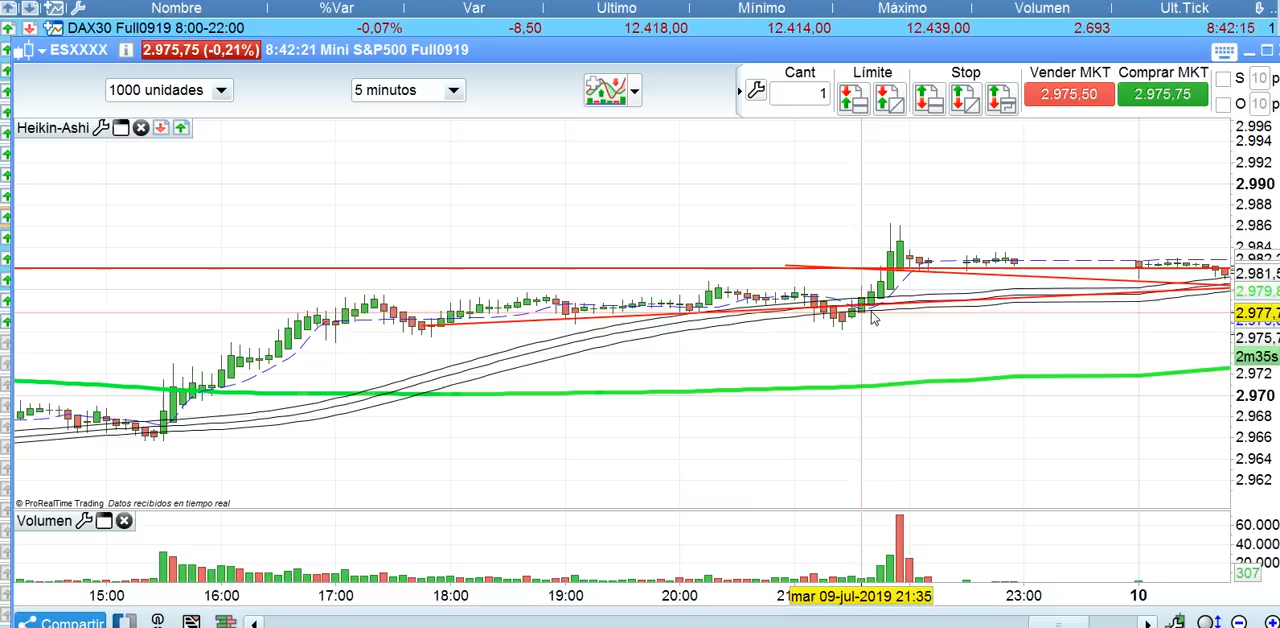 Nombre %Var Var Ultimo Mínimo Máximo Volumen Ult.Tick
DAX30 Full0919 8:00-22:00 -0,07% -8,50 12.418,00 12.414,00 12.439,00 2.693 8:42:15 1
ESXXXX i 2.975,75 (-0,21%) 8:42:21 Mini S&P500 Full0919
Cant Límite Stop Vender MKT Comprar MKT S 10 p
1000 unidades 5 minutos 1 2.975,50 2.975,75 O 10 p
Heikin-Ashi
2.996
2.994
2.992
2.990
2.988
2.986
2.984
2.981,5
2.979,8
2.977,7
2.975,7
2m35s
2.972
2.970
2.968
2.966
2.964
2.962
© ProRealTime Trading Datos recibidos en tiempo real
Volumen
60.000
40.000
307
15:00 16:00 17:00 18:00 19:00 20:00 mar 09-jul-2019 21:35 23:00 10
Compartir